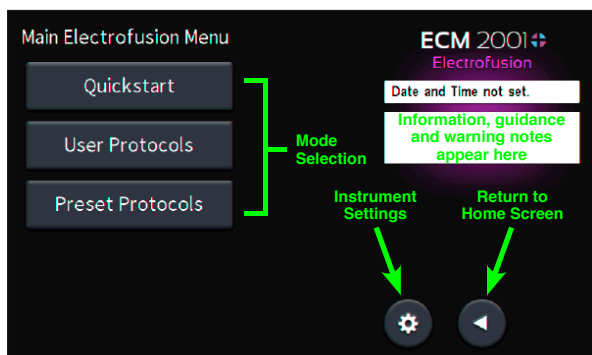 Main Electrofusion Menu
ECM 2001+
Electrofusion
Quickstart
User Protocols
Preset Protocols
Mode
Selection
Date and Time not set.
Information, guidance
and warning notes
appear here
Instrument
Settings
Return to
Home Screen